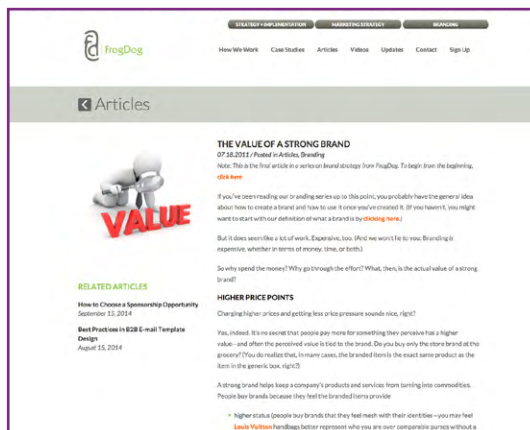 STRATEGY + IMPLEMENTATION MARKETING STRATEGY BRANDING
FrogDog
How We Work Case Studies Articles Videos Updates Contact Sign Up
Articles
THE VALUE OF A STRONG BRAND
07.18.2011 / Posted in Articles, Branding
Note: This is the final article in a series on brand strategy from FrogDog. To begin from the beginning,
click here.
If you've been reading our branding series up to this point, you probably have the general idea
about how to create a brand and how to use it once you've created it. (If you haven't, you might
want to start with our definition of what a brand is by clicking here.)
But it does seem like a lot of work. Expensive, too. (And we won't lie to you. Branding is
expensive, whether in terms of money, time, or both.)
So why spend the money? Why go through the effort? What, then, is the actual value of a strong
brand?
VALUE
RELATED ARTICLES
How to Choose a Sponsorship Opportunity
September 15, 2014
Best Practices in B2B E-mail Template
Design
August 15, 2014
HIGHER PRICE POINTS
Charging higher prices and getting less price pressure sounds nice, right?
Yes, indeed. It's no secret that people pay more for something they perceive has a higher
value—and often the perceived value is tied to the brand. Do you buy only the store brand at the
grocery? (You do realize that, in many cases, the branded item is the exact same product as the
item in the generic box, right?)
A strong brand helps keep a company's products and services from turning into commodities.
People buy brands because they feel the branded items provide
higher status (people buy brands that they feel mesh with their identities—you may feel
Louis Vuitton handbags better represent who you are over comparable purses without a